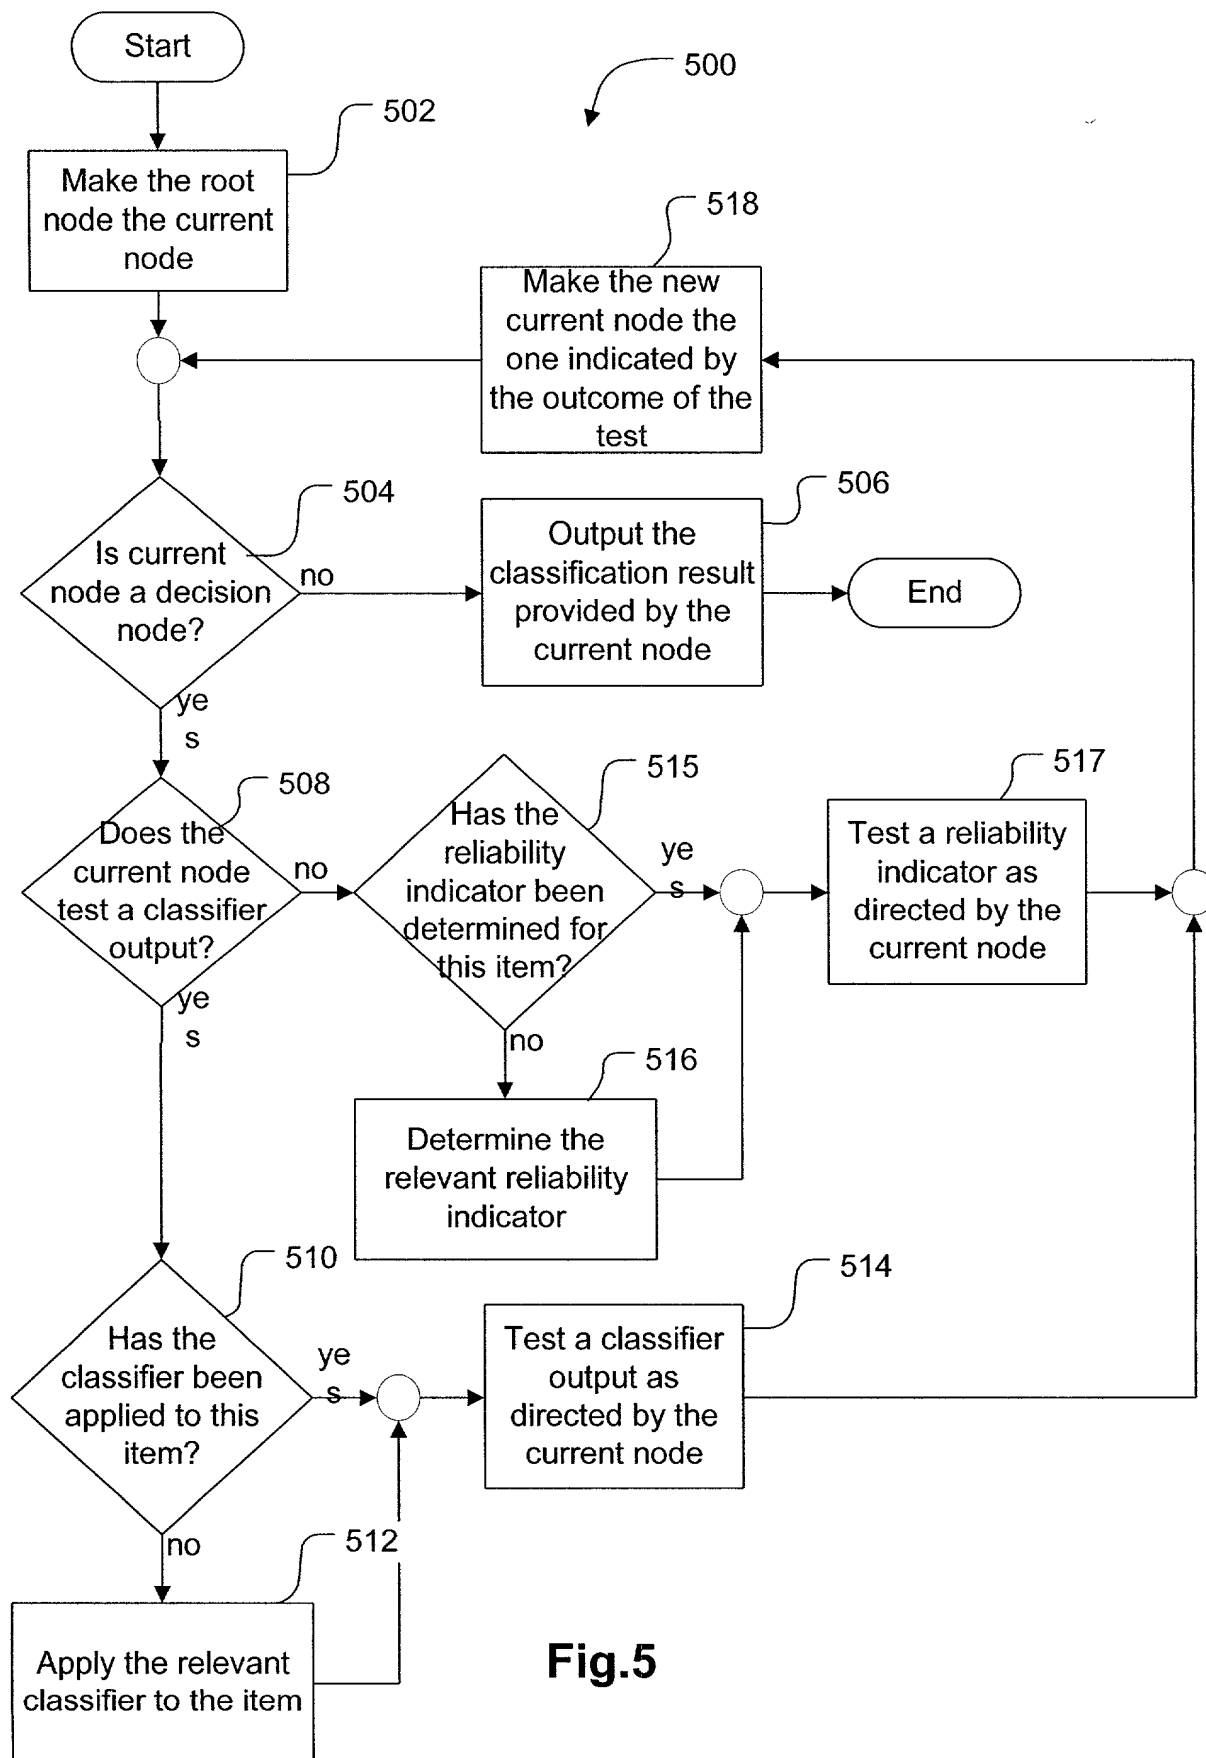 Start
500
502
Make the root
node the current
node
518
Make the new
current node the
one indicated by
the outcome of the
test
504
Is current
node a decision
node?
no
506
Output the
classification result
provided by the
current node
End
ye
s
508
Does the
current node
test a classifier
output?
no
515
Has the
reliability
indicator been
determined for
this item?
ye
s
517
Test a reliability
indicator as
directed by the
current node
ye
s
no
516
Determine the
relevant reliability
indicator
510
Has the
classifier been
applied to this
item?
ye
s
514
Test a classifier
output as
directed by the
current node
no
512
Apply the relevant
classifier to the item
Fig.5